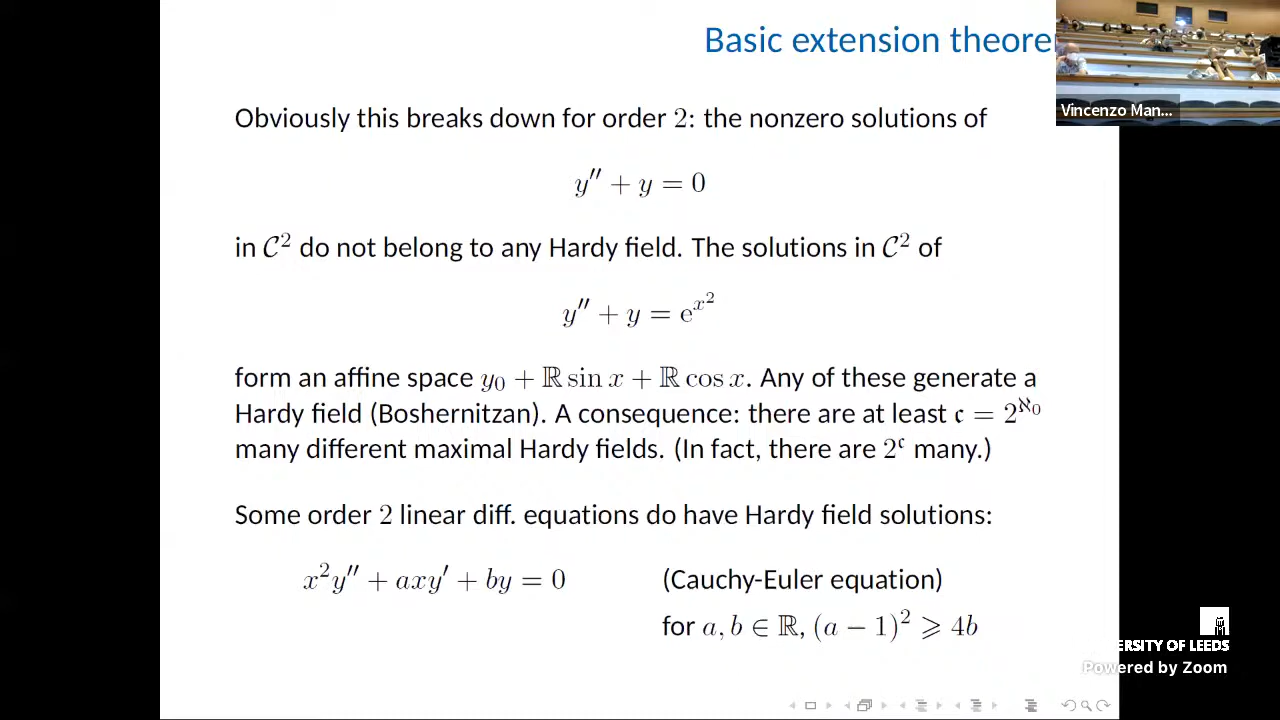 Basic extension theore
Vincenzo Man...
Obviously this breaks down for order 2: the nonzero solutions of
y″ + y = 0
in 𝒞² do not belong to any Hardy field. The solutions in 𝒞² of
y″ + y = e^{x²}
form an affine space y₀ + ℝ sin x + ℝ cos x. Any of these generate a
Hardy field (Boshernitzan). A consequence: there are at least 𝔠 = 2^{ℵ₀}
many different maximal Hardy fields. (In fact, there are 2^𝔠 many.)
Some order 2 linear diff. equations do have Hardy field solutions:
x²y″ + axy′ + by = 0 (Cauchy-Euler equation)
for a, b ∈ ℝ, (a − 1)² ⩾ 4b
ERSITY OF LEEDS
Powered by Zoom